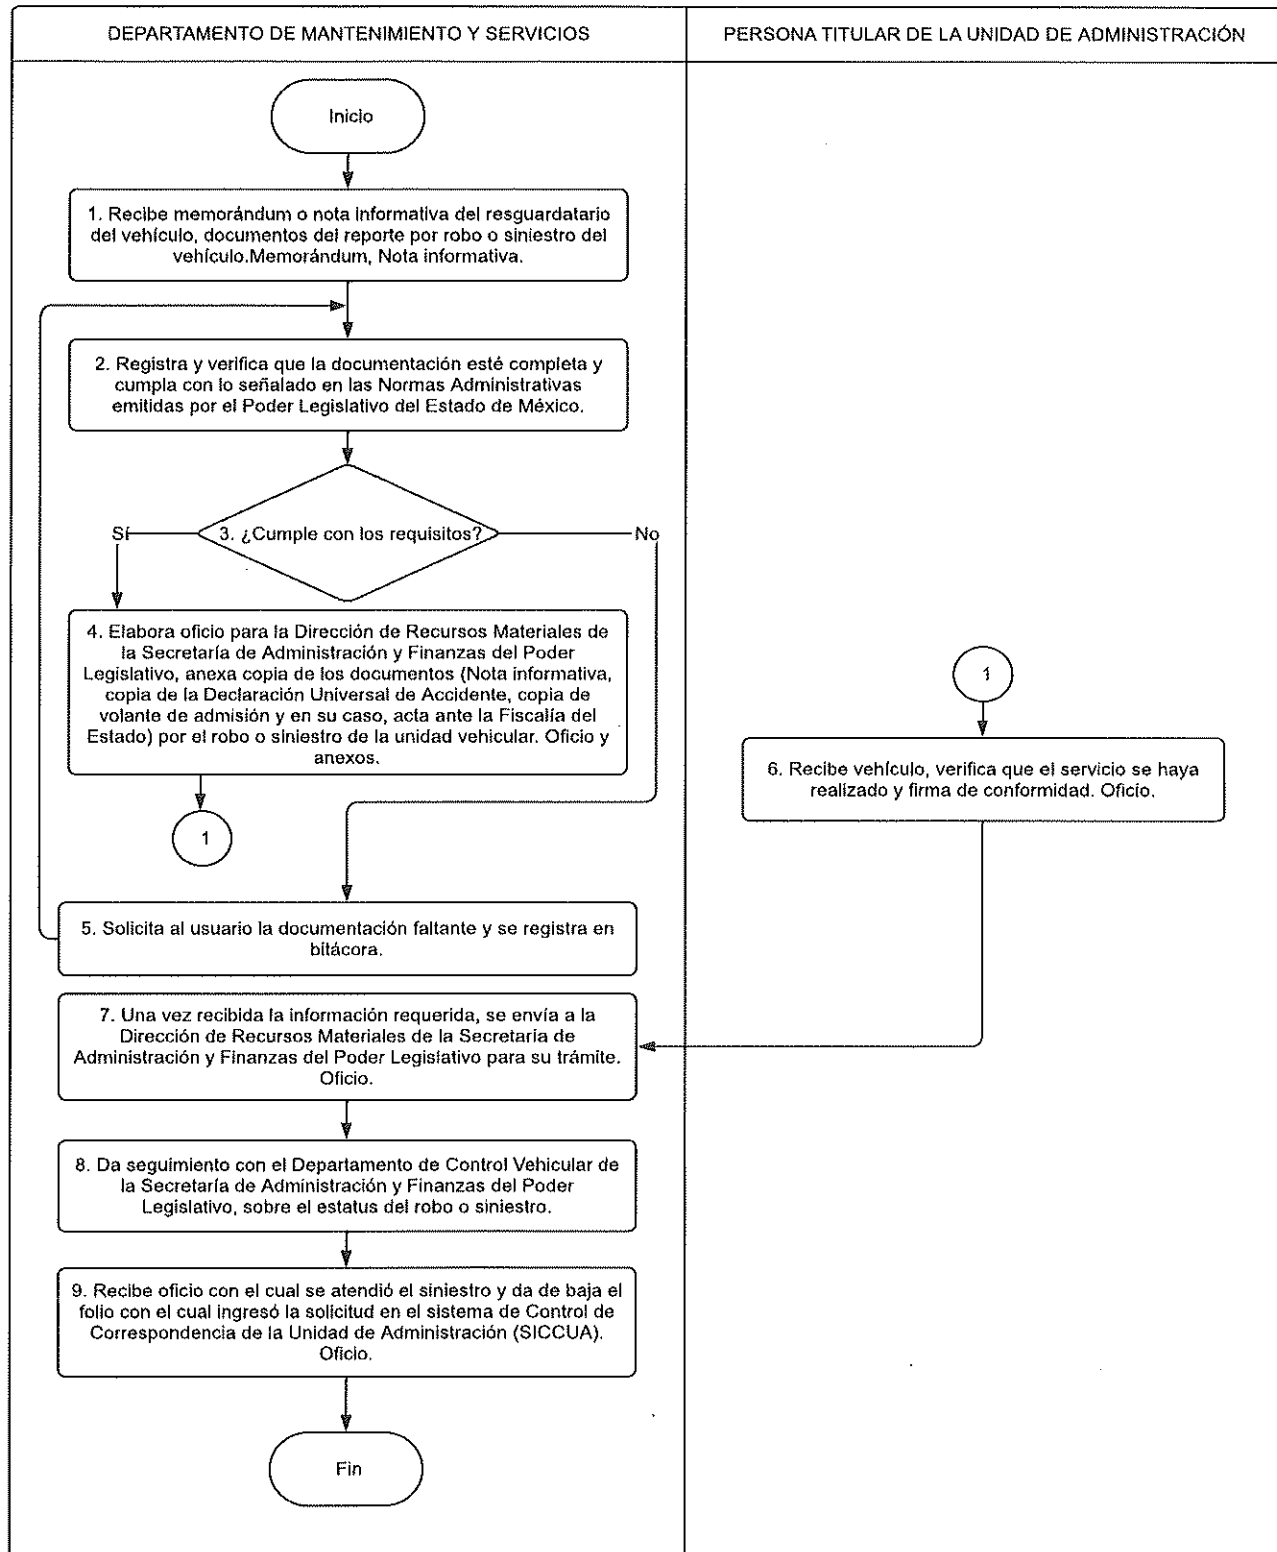 DEPARTAMENTO DE MANTENIMIENTO Y SERVICIOS
PERSONA TITULAR DE LA UNIDAD DE ADMINISTRACIÓN
Inicio
1. Recibe memorándum o nota informativa del resguardatario
del vehículo, documentos del reporte por robo o siniestro del
vehículo.Memorándum, Nota informativa.
2. Registra y verifica que la documentación esté completa y
cumpla con lo señalado en las Normas Administrativas
emitidas por el Poder Legislativo del Estado de México.
Sí
3. ¿Cumple con los requisitos?
No
4. Elabora oficio para la Dirección de Recursos Materiales de
la Secretaría de Administración y Finanzas del Poder
Legislativo, anexa copia de los documentos (Nota informativa,
copia de la Declaración Universal de Accidente, copia de
volante de admisión y en su caso, acta ante la Fiscalía del
Estado) por el robo o siniestro de la unidad vehicular. Oficio y
anexos.
1
1
6. Recibe vehículo, verifica que el servicio se haya
realizado y firma de conformidad. Oficio.
5. Solicita al usuario la documentación faltante y se registra en
bitácora.
7. Una vez recibida la información requerida, se envía a la
Dirección de Recursos Materiales de la Secretaría de
Administración y Finanzas del Poder Legislativo para su trámite.
Oficio.
8. Da seguimiento con el Departamento de Control Vehicular de
la Secretaría de Administración y Finanzas del Poder
Legislativo, sobre el estatus del robo o siniestro.
9. Recibe oficio con el cual se atendió el siniestro y da de baja el
folio con el cual ingresó la solicitud en el sistema de Control de
Correspondencia de la Unidad de Administración (SICCUA).
Oficio.
Fin